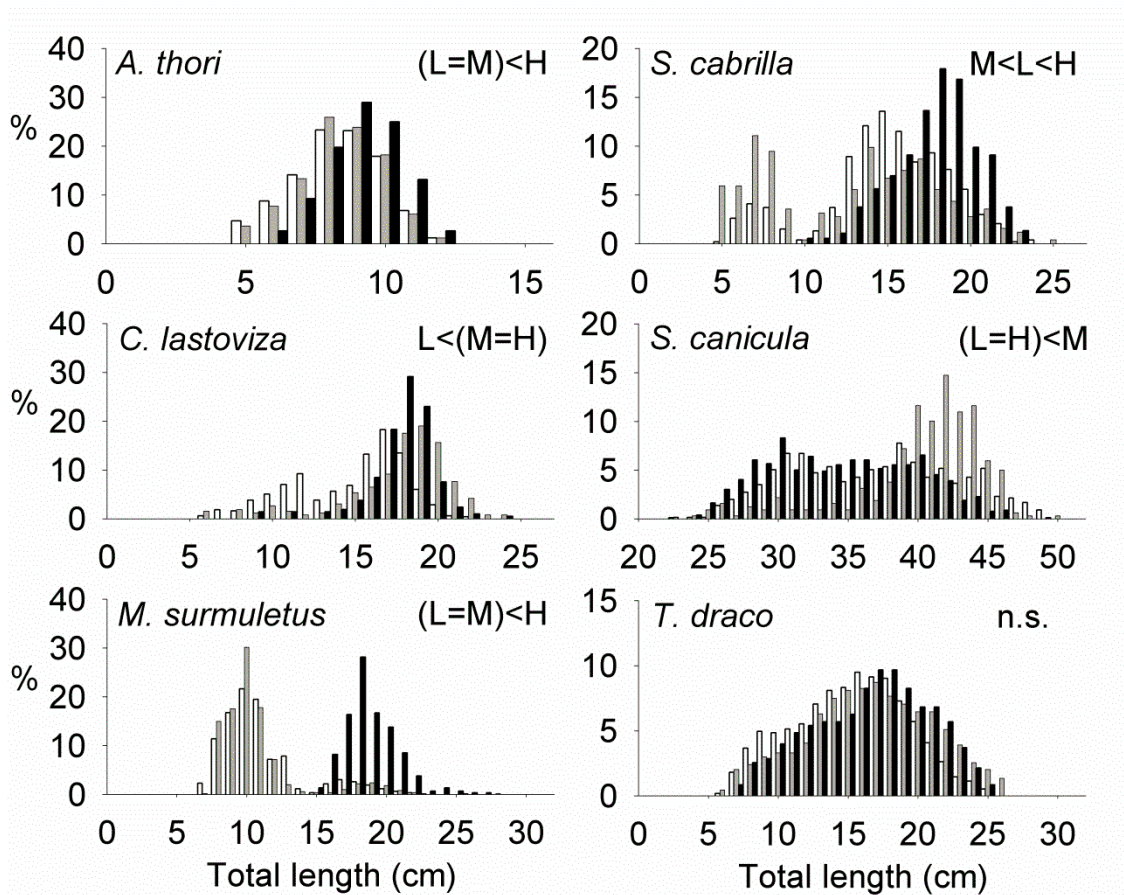 A. thori (L=M)<H
40
30
%
20
10
0
5 10 15
S. cabrilla M<L<H
20
15
10
5
0
0 5 10 15 20 25
C. lastoviza L<(M=H)
40
30
%
20
10
0
0 5 10 15 20 25
S. canicula (L=H)<M
20
15
10
5
0
20 25 30 35 40 45 50
M. surmuletus (L=M)<H
40
30
%
20
10
0
0 5 10 15 20 25 30
Total length (cm)
T. draco n.s.
15
10
5
0
0 5 10 15 20 25 30
Total length (cm)